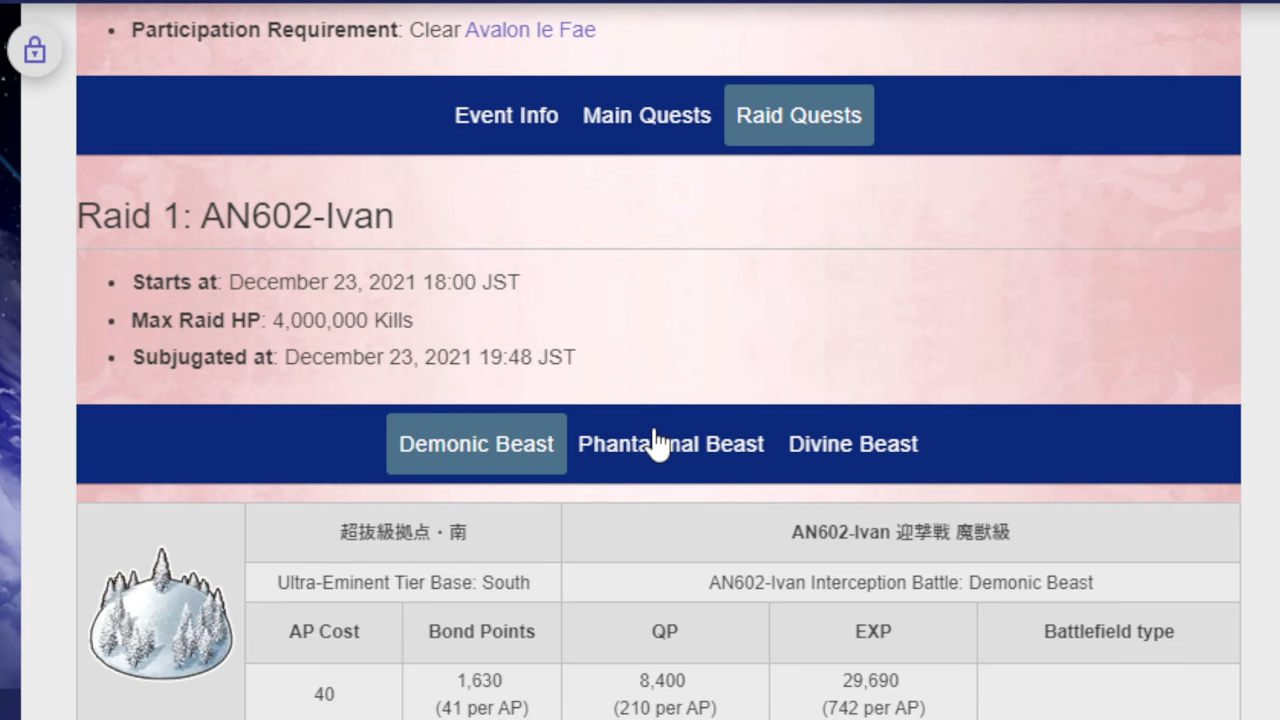 Participation Requirement: Clear Avalon le Fae
Event Info Main Quests Raid Quests
Raid 1: AN602-Ivan
Starts at: December 23, 2021 18:00 JST
Max Raid HP: 4,000,000 Kills
Subjugated at: December 23, 2021 19:48 JST
Demonic Beast Phantasmal Beast Divine Beast
超抜級拠点・南 AN602-Ivan 迎撃戦 魔獣級
Ultra-Eminent Tier Base: South AN602-Ivan Interception Battle: Demonic Beast
AP Cost Bond Points QP EXP Battlefield type
40 1,630 8,400 29,690
(41 per AP) (210 per AP) (742 per AP)